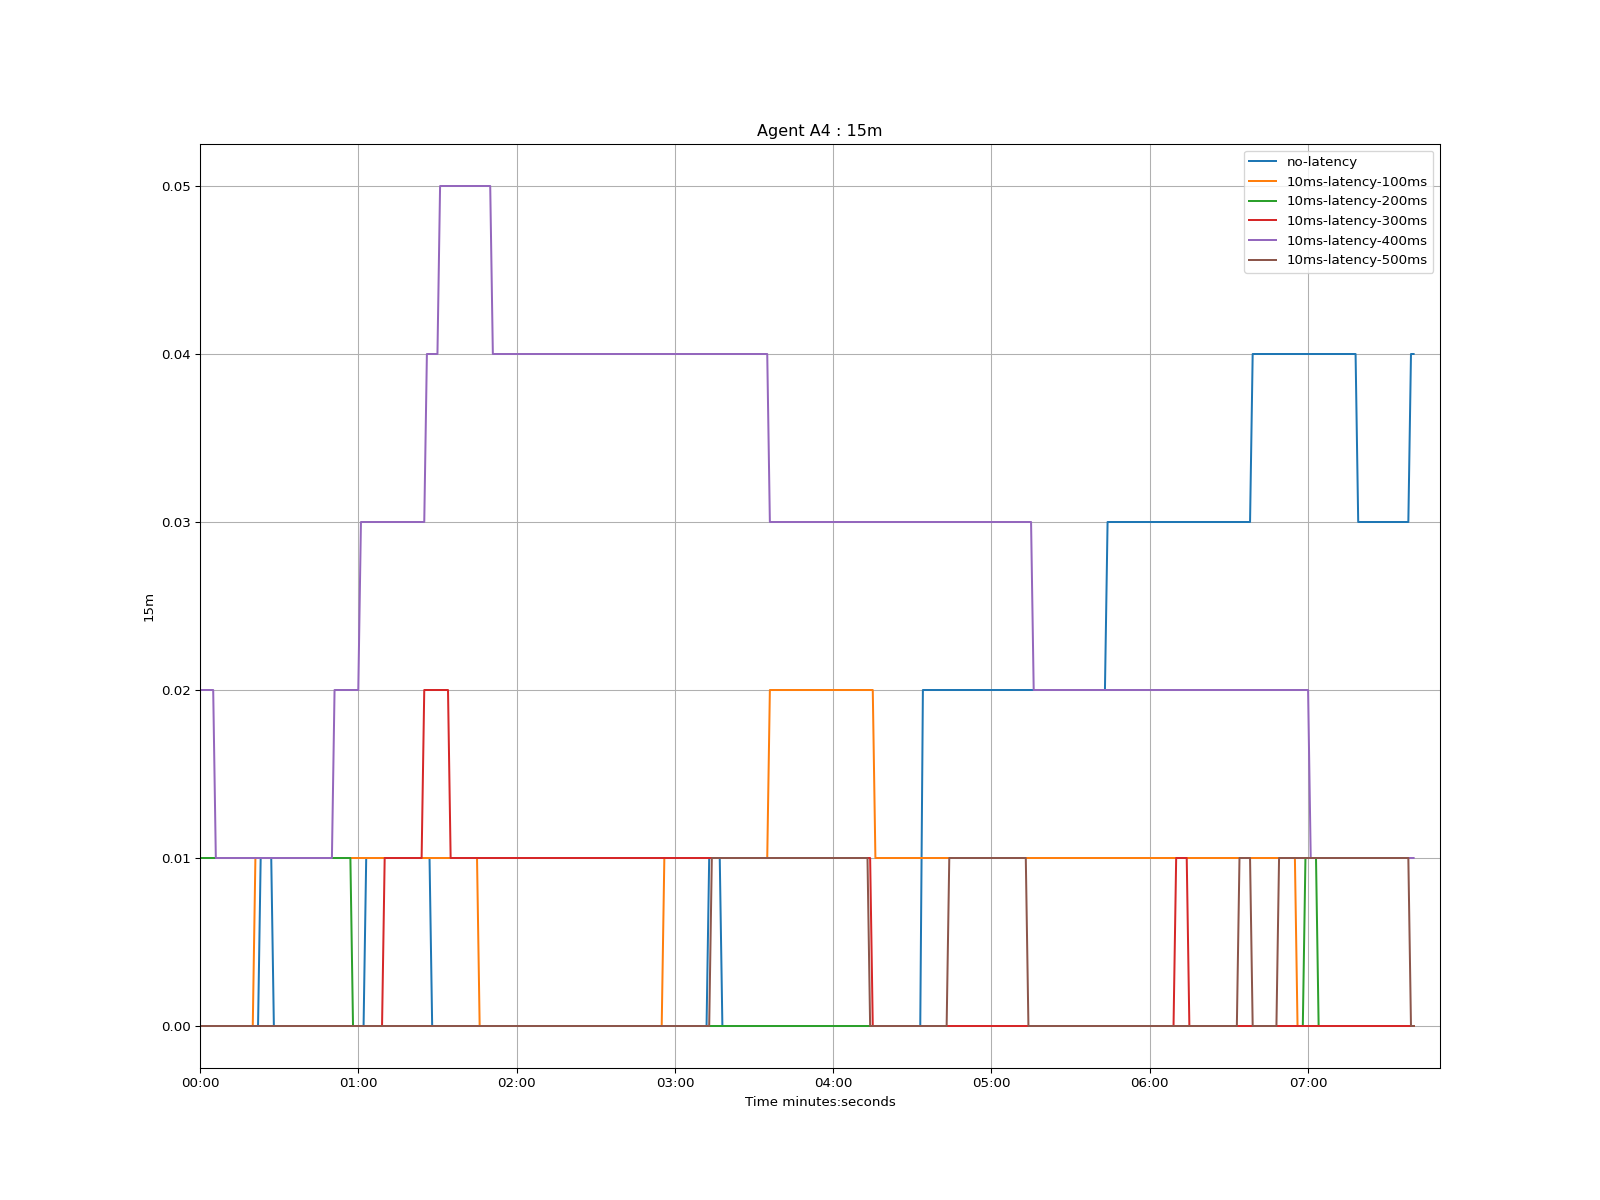 Agent A4 : 15m
no-latency
10ms-latency-100ms
10ms-latency-200ms
10ms-latency-300ms
10ms-latency-400ms
10ms-latency-500ms
0.05
0.04
0.03
0.02
0.01
0.00
15m
00:00 01:00 02:00 03:00 04:00 05:00 06:00 07:00
Time minutes:seconds